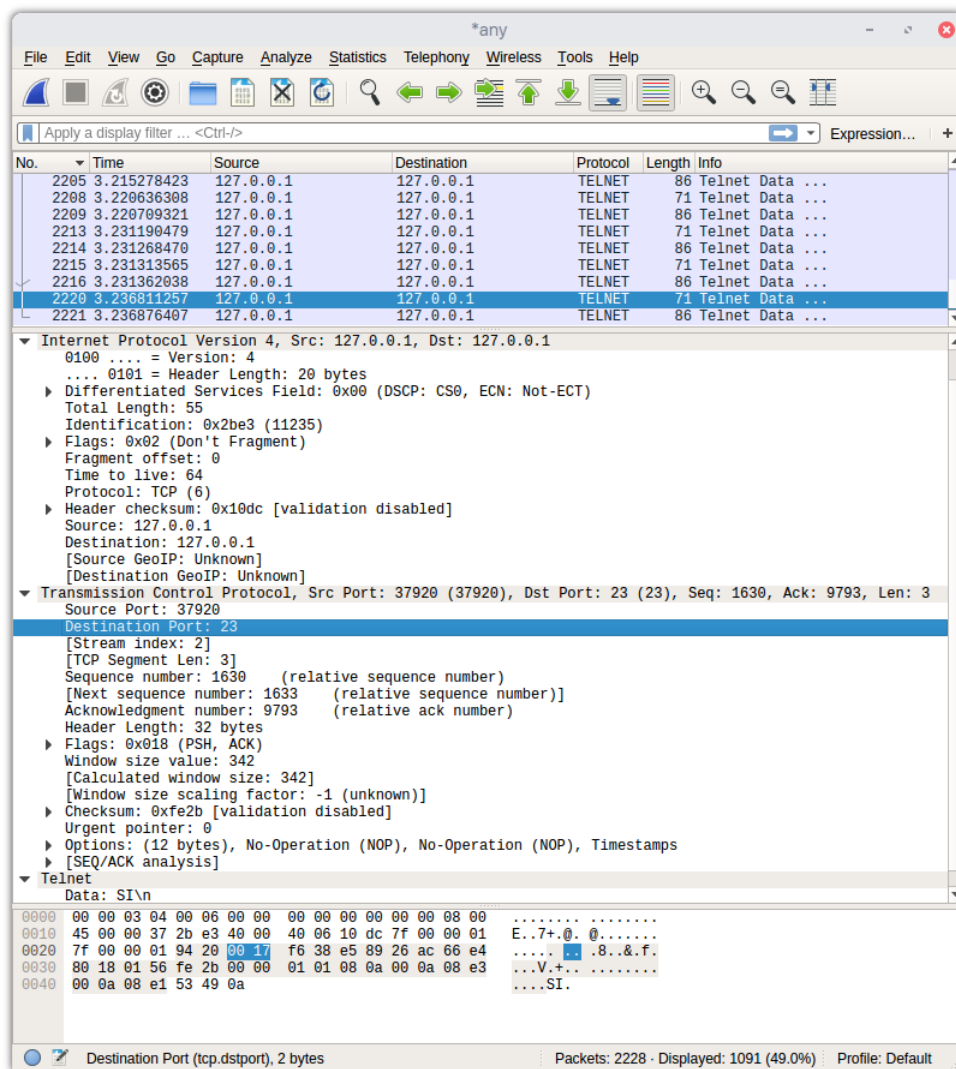 *any
File Edit View Go Capture Analyze Statistics Telephony Wireless Tools Help
Apply a display filter … <Ctrl-/> Expression… +
No. Time Source Destination Protocol Length Info
2205 3.215278423 127.0.0.1 127.0.0.1 TELNET 86 Telnet Data ...
2208 3.220636308 127.0.0.1 127.0.0.1 TELNET 71 Telnet Data ...
2209 3.220709321 127.0.0.1 127.0.0.1 TELNET 86 Telnet Data ...
2213 3.231190479 127.0.0.1 127.0.0.1 TELNET 71 Telnet Data ...
2214 3.231268470 127.0.0.1 127.0.0.1 TELNET 86 Telnet Data ...
2215 3.231313565 127.0.0.1 127.0.0.1 TELNET 71 Telnet Data ...
2216 3.231362038 127.0.0.1 127.0.0.1 TELNET 86 Telnet Data ...
2220 3.236811257 127.0.0.1 127.0.0.1 TELNET 71 Telnet Data ...
2221 3.236876407 127.0.0.1 127.0.0.1 TELNET 86 Telnet Data ...
Internet Protocol Version 4, Src: 127.0.0.1, Dst: 127.0.0.1
0100 .... = Version: 4
.... 0101 = Header Length: 20 bytes
Differentiated Services Field: 0x00 (DSCP: CS0, ECN: Not-ECT)
Total Length: 55
Identification: 0x2be3 (11235)
Flags: 0x02 (Don't Fragment)
Fragment offset: 0
Time to live: 64
Protocol: TCP (6)
Header checksum: 0x10dc [validation disabled]
Source: 127.0.0.1
Destination: 127.0.0.1
[Source GeoIP: Unknown]
[Destination GeoIP: Unknown]
Transmission Control Protocol, Src Port: 37920 (37920), Dst Port: 23 (23), Seq: 1630, Ack: 9793, Len: 3
Source Port: 37920
Destination Port: 23
[Stream index: 2]
[TCP Segment Len: 3]
Sequence number: 1630 (relative sequence number)
[Next sequence number: 1633 (relative sequence number)]
Acknowledgment number: 9793 (relative ack number)
Header Length: 32 bytes
Flags: 0x018 (PSH, ACK)
Window size value: 342
[Calculated window size: 342]
[Window size scaling factor: -1 (unknown)]
Checksum: 0xfe2b [validation disabled]
Urgent pointer: 0
Options: (12 bytes), No-Operation (NOP), No-Operation (NOP), Timestamps
[SEQ/ACK analysis]
Telnet
Data: SI\n
0000 00 00 03 04 00 06 00 00 00 00 00 00 00 00 08 00 ........ ........
0010 45 00 00 37 2b e3 40 00 40 06 10 dc 7f 00 00 01 E..7+.@. @.......
0020 7f 00 00 01 94 20 00 17 f6 38 e5 89 26 ac 66 e4 ..... .. .8..&.f.
0030 80 18 01 56 fe 2b 00 00 01 01 08 0a 00 0a 08 e3 ...V.+.. ........
0040 00 0a 08 e1 53 49 0a ....SI.
Destination Port (tcp.dstport), 2 bytes Packets: 2228 · Displayed: 1091 (49.0%) Profile: Default